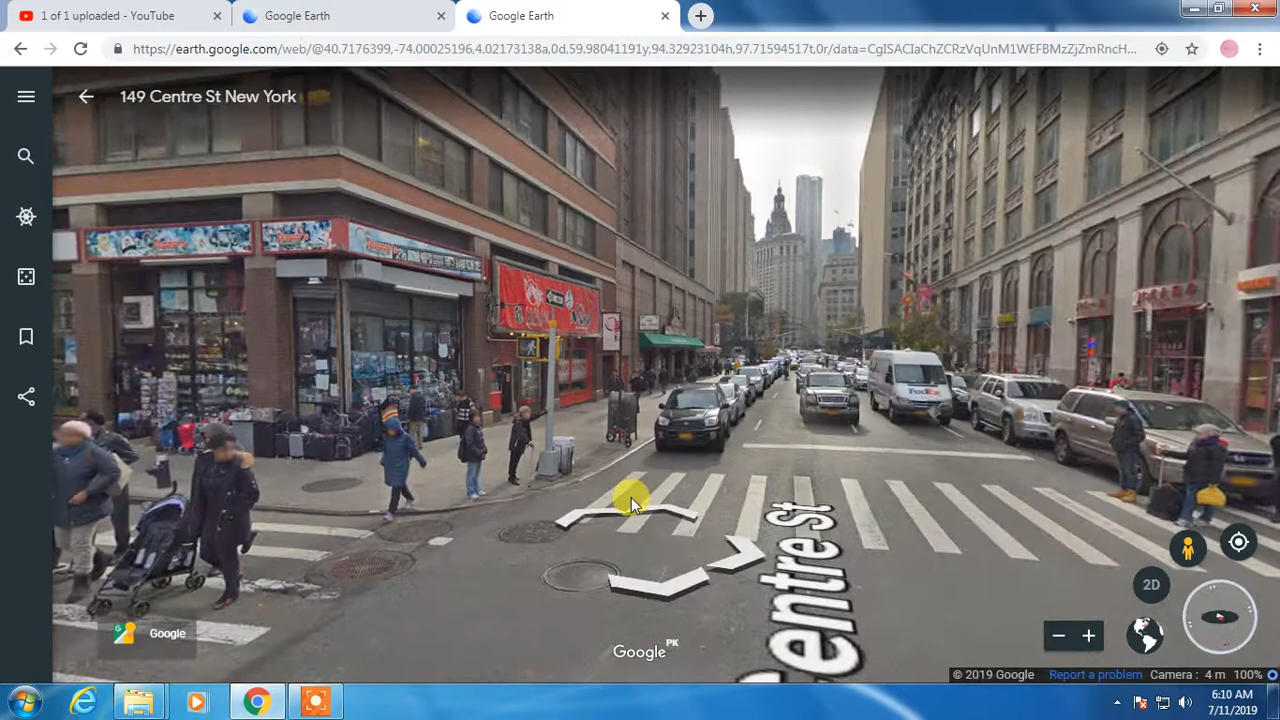 1 of 1 uploaded - YouTube
Google Earth
Google Earth
https://earth.google.com/web/@40.7176399,-74.00025196,4.02173138a,0d,59.98041191y,94.32923104h,97.71594517t,0r/data=CgISACIaChZCRzVqUnM1WEFBMzZjZmRncH...
149 Centre St New York
FedEx
Centre St
2D
Google
Google PK
© 2019 Google
Report a problem
Camera : 4 m 100%
6:10 AM
7/11/2019